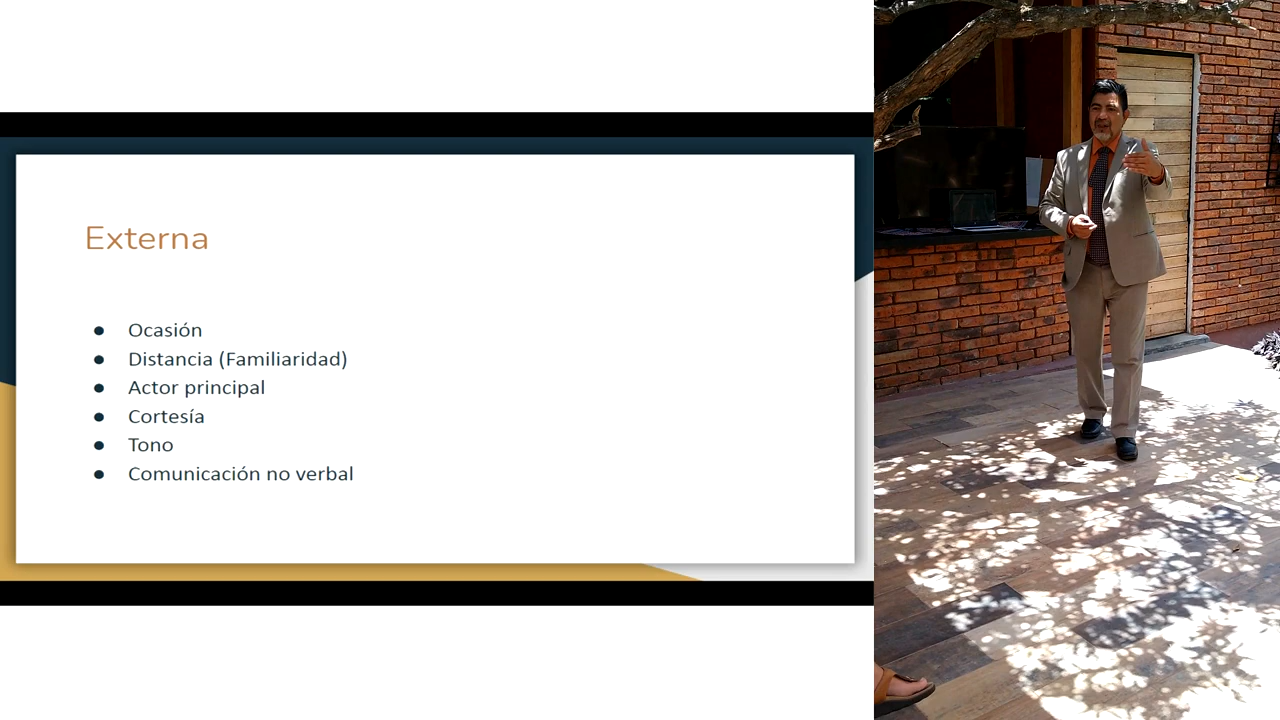 Externa
● Ocasión
● Distancia (Familiaridad)
● Actor principal
● Cortesía
● Tono
● Comunicación no verbal